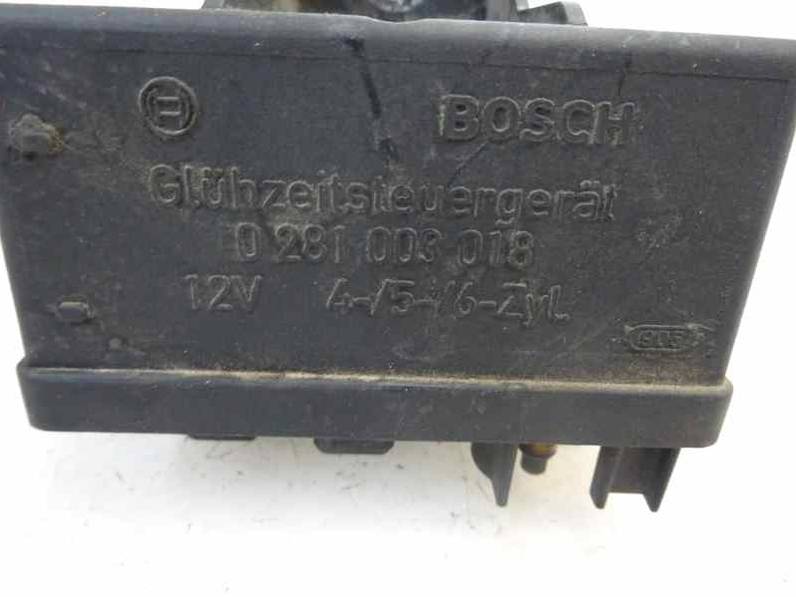 BOSCH
Glühzeitsteuergerät
0 281 003 018
12V 4-/5-/6-Zyl.